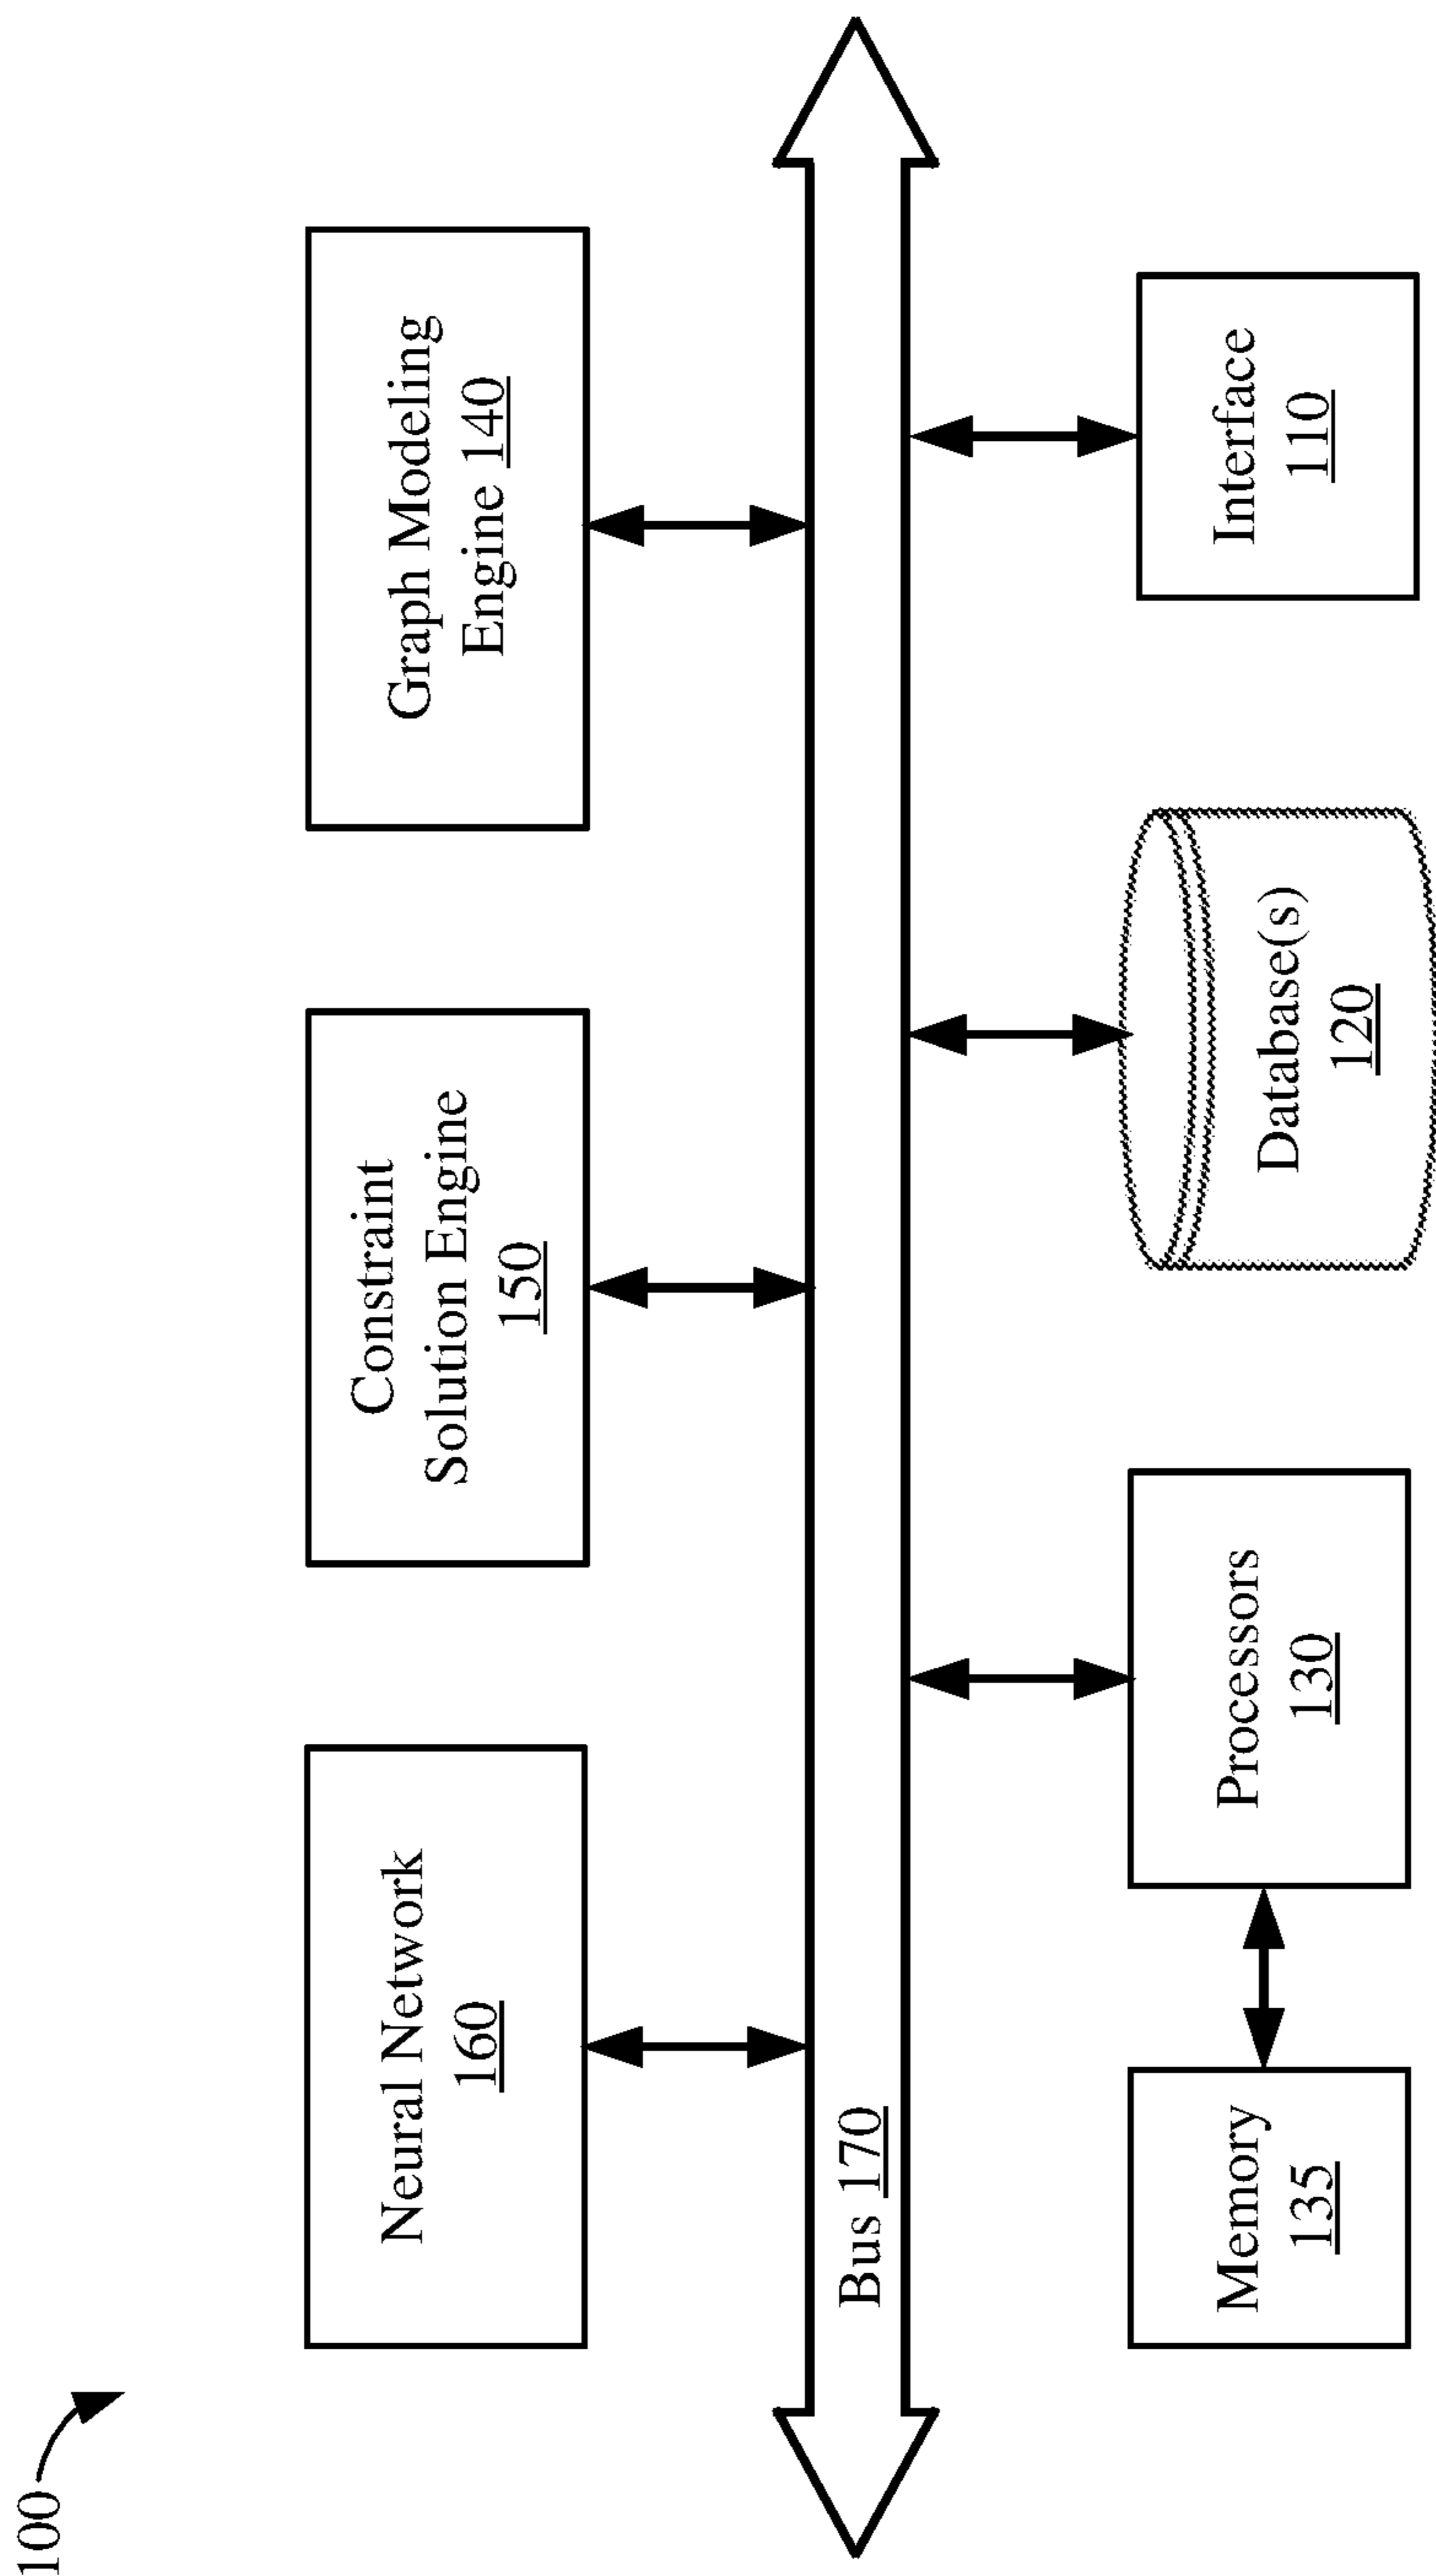 100
Neural Network
160
Constraint
Solution Engine
150
Graph Modeling
Engine 140
Bus 170
Memory
135
Processors
130
Database(s)
120
Interface
110